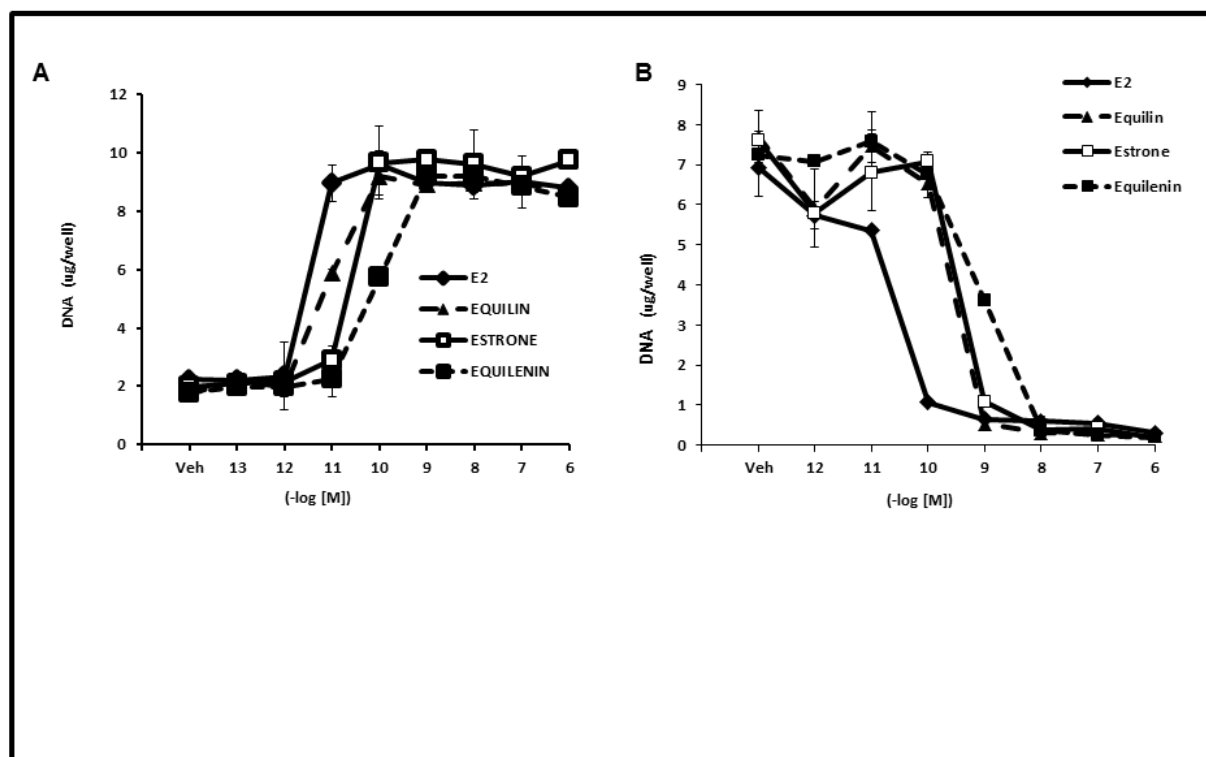 A
12
10
8
6
4
2
0
DNA (ug/well)
Veh 13 12 11 10 9 8 7 6
(-log [M])
E2
EQUILIN
ESTRONE
EQUILENIN
B
9
8
7
6
5
4
3
2
1
0
DNA (ug/well)
Veh 12 11 10 9 8 7 6
(-log [M])
E2
Equilin
Estrone
Equilenin